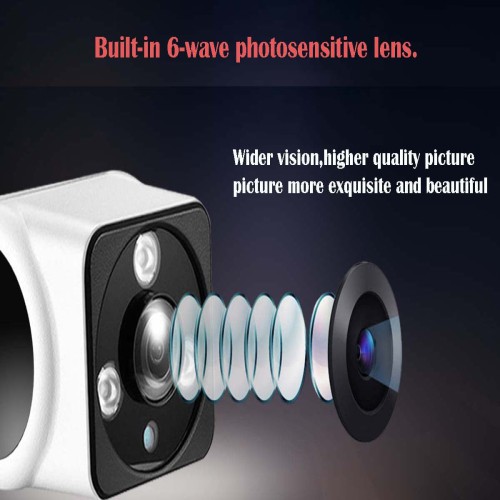 Built-in 6-wave photosensitive lens.
Wider vision,higher quality picture
picture more exquisite and beautiful